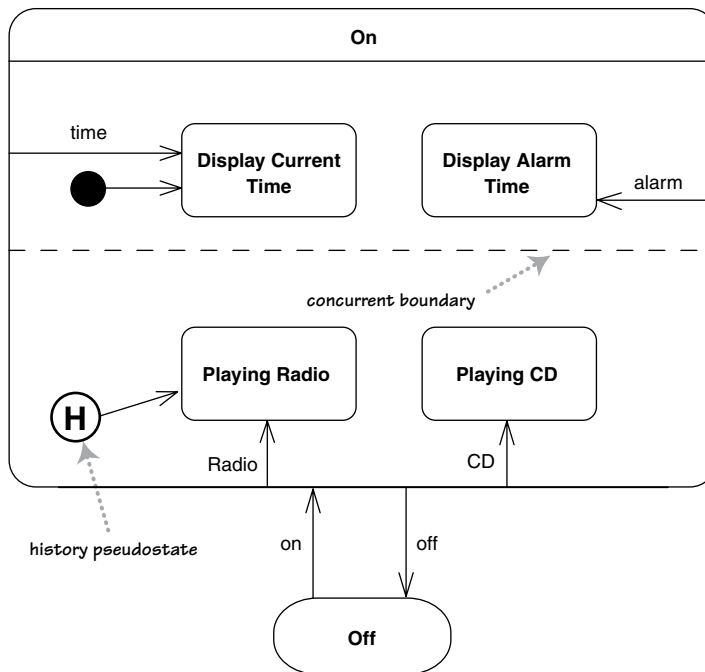 On
time
Display Current
Time
Display Alarm
Time
alarm
concurrent boundary
Playing Radio
Playing CD
H
Radio
CD
history pseudostate
on
off
Off